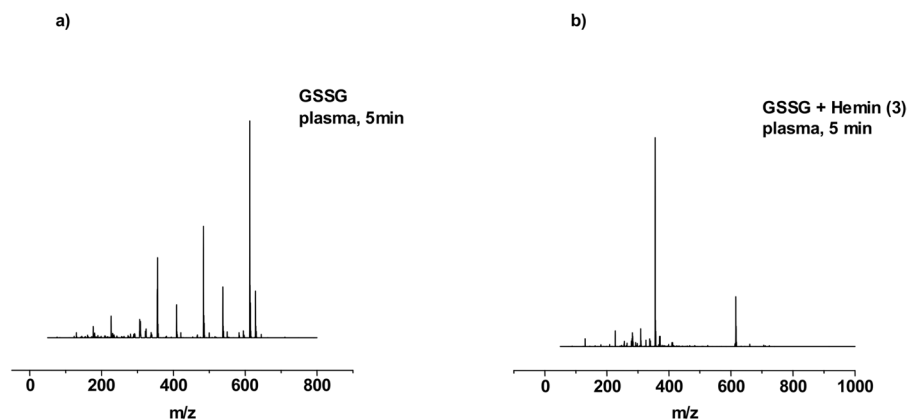 a)
GSSG
plasma, 5min
0 200 400 600 800
m/z
b)
GSSG + Hemin (3)
plasma, 5 min
0 200 400 600 800 1000
m/z